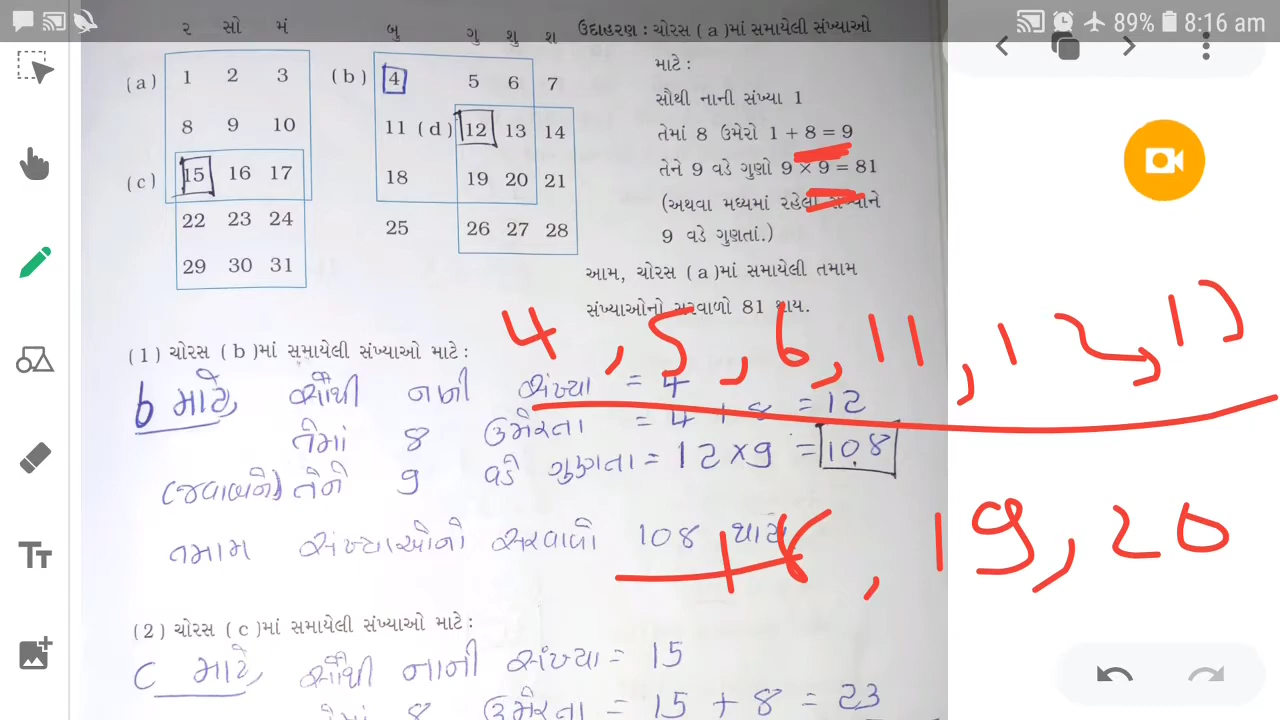 89% 8:16 am
ર સો મં બુ ગુ શુ શ
(a) 1 2 3 (b) 4 5 6 7
8 9 10 11 (d) 12 13 14
(c) 15 16 17 18 19 20 21
22 23 24 25 26 27 28
29 30 31
ઉદાહરણ : ચોરસ (a)માં સમાયેલી સંખ્યાઓ
માટે :
સૌથી નાની સંખ્યા 1
તેમાં 8 ઉમેરો 1 + 8 = 9
તેને 9 વડે ગુણો 9 × 9 = 81
(અથવા મધ્યમાં રહેલી સંખ્યાને
9 વડે ગુણતાં.)
આમ, ચોરસ (a)માં સમાયેલી તમામ
સંખ્યાઓનો સરવાળો 81 થાય.
4, 5, 6, 11, 12, 13
(1) ચોરસ (b)માં સમાયેલી સંખ્યાઓ માટે :
b માટે, સૌથી નાની સંખ્યા = 4
તેમાં 8 ઉમેરતા = 4 + 8 = 12
(જવાબને) તેને 9 વડે ગુણતા = 12 × 9 = 108
તમામ સંખ્યાઓનો સરવાળો 108 થાય
18, 19, 20
(2) ચોરસ (c)માં સમાયેલી સંખ્યાઓ માટે :
C માટે, સૌથી નાની સંખ્યા = 15
તેમાં 8 ઉમેરતા = 15 + 8 = 23
Tт